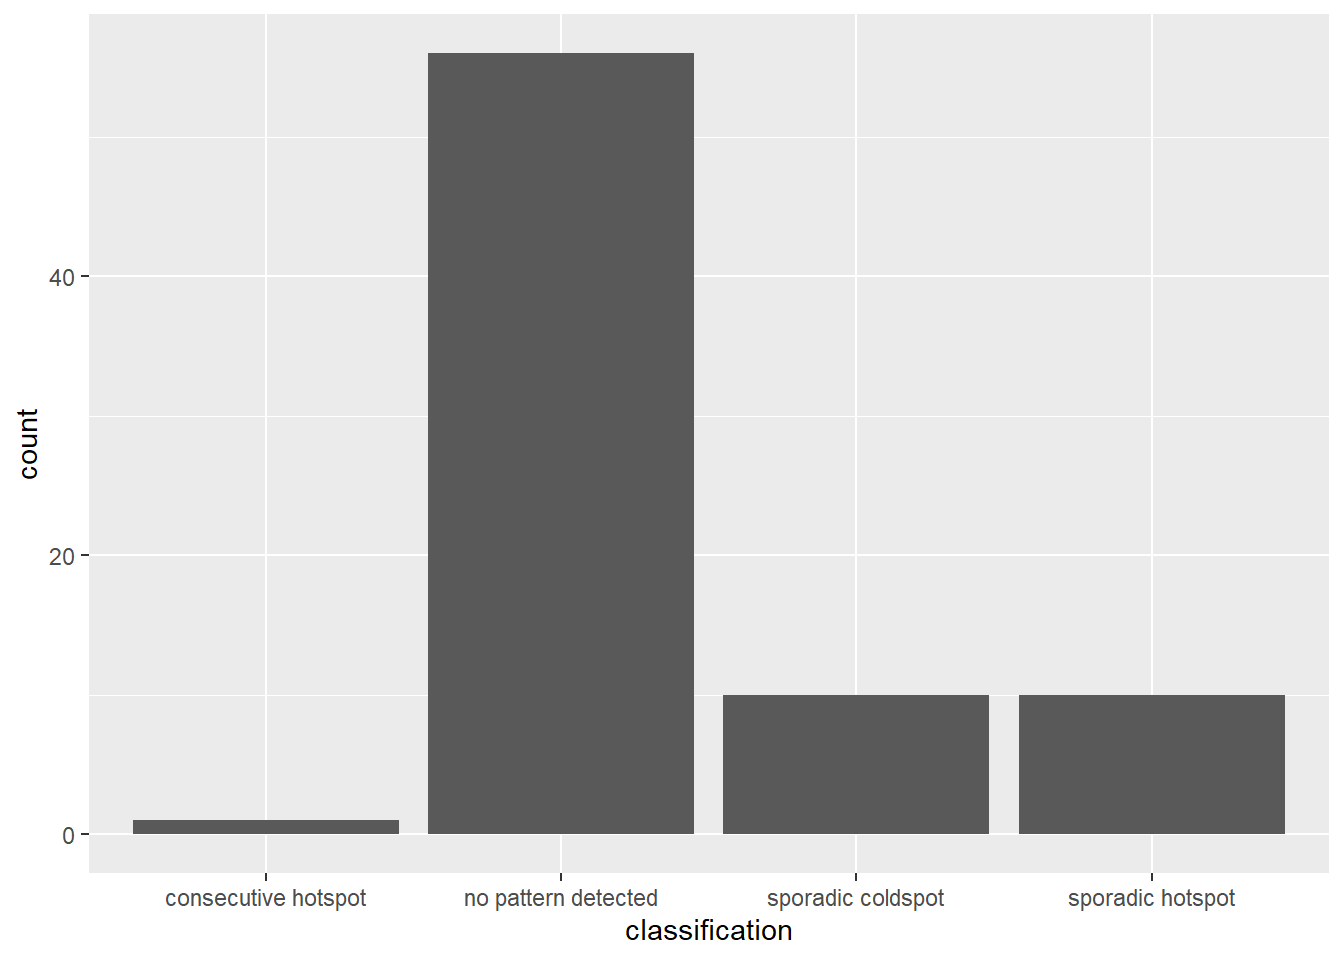 count
40
20
0
consecutive hotspot
no pattern detected
sporadic coldspot
sporadic hotspot
classification